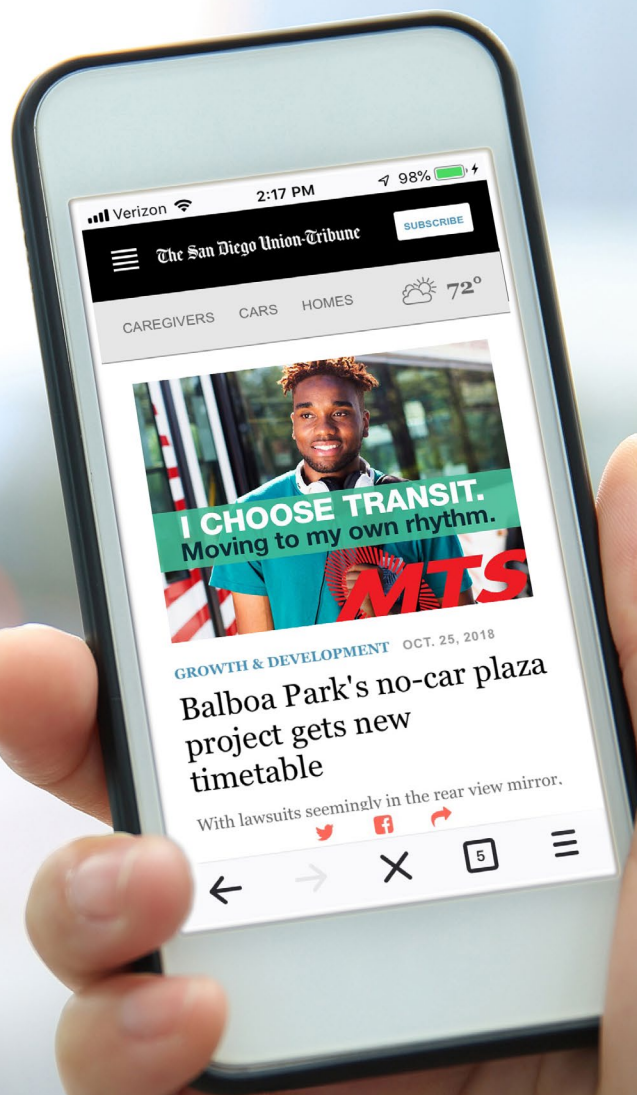 Verizon 2:17 PM 98%
The San Diego Union-Tribune SUBSCRIBE
CAREGIVERS CARS HOMES 72°
I CHOOSE TRANSIT.
Moving to my own rhythm.
MTS
GROWTH & DEVELOPMENT OCT. 25, 2018
Balboa Park's no-car plaza
project gets new
timetable
With lawsuits seemingly in the rear view mirror.
5